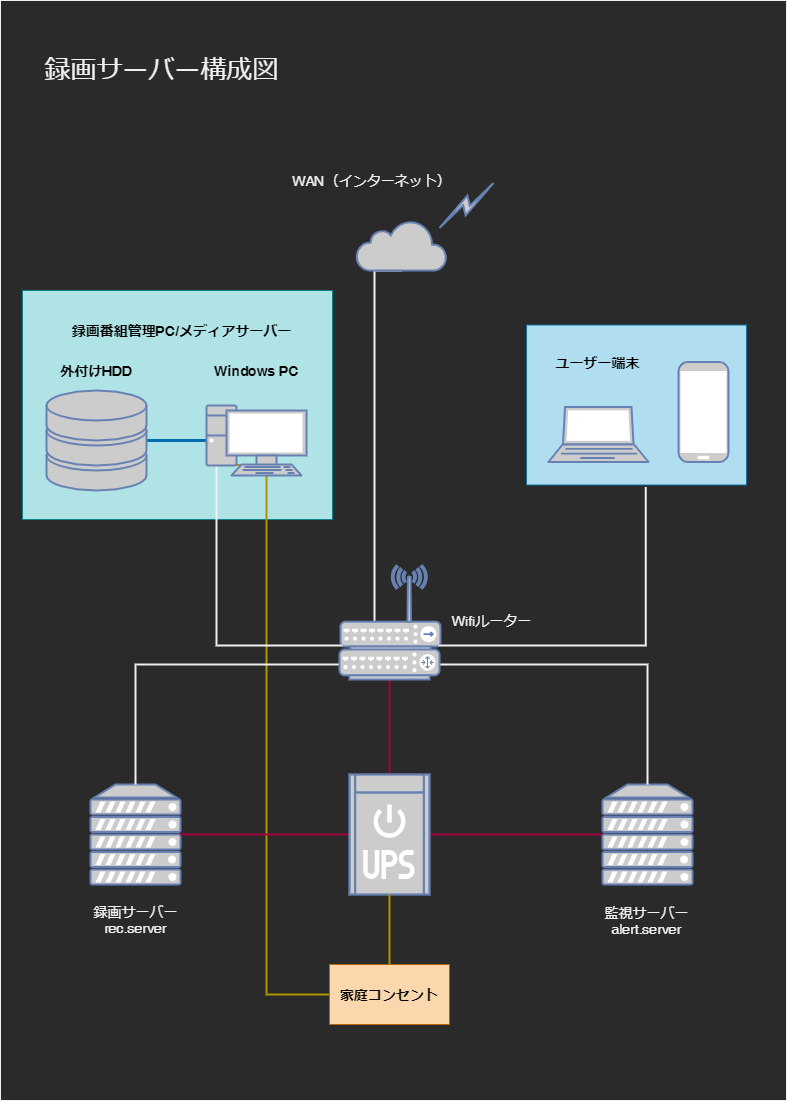 録画サーバー構成図
WAN（インターネット）
録画番組管理PC/メディアサーバー
外付けHDD
Windows PC
ユーザー端末
Wifiルーター
UPS
録画サーバー
rec.server
監視サーバー
alert.server
家庭コンセント